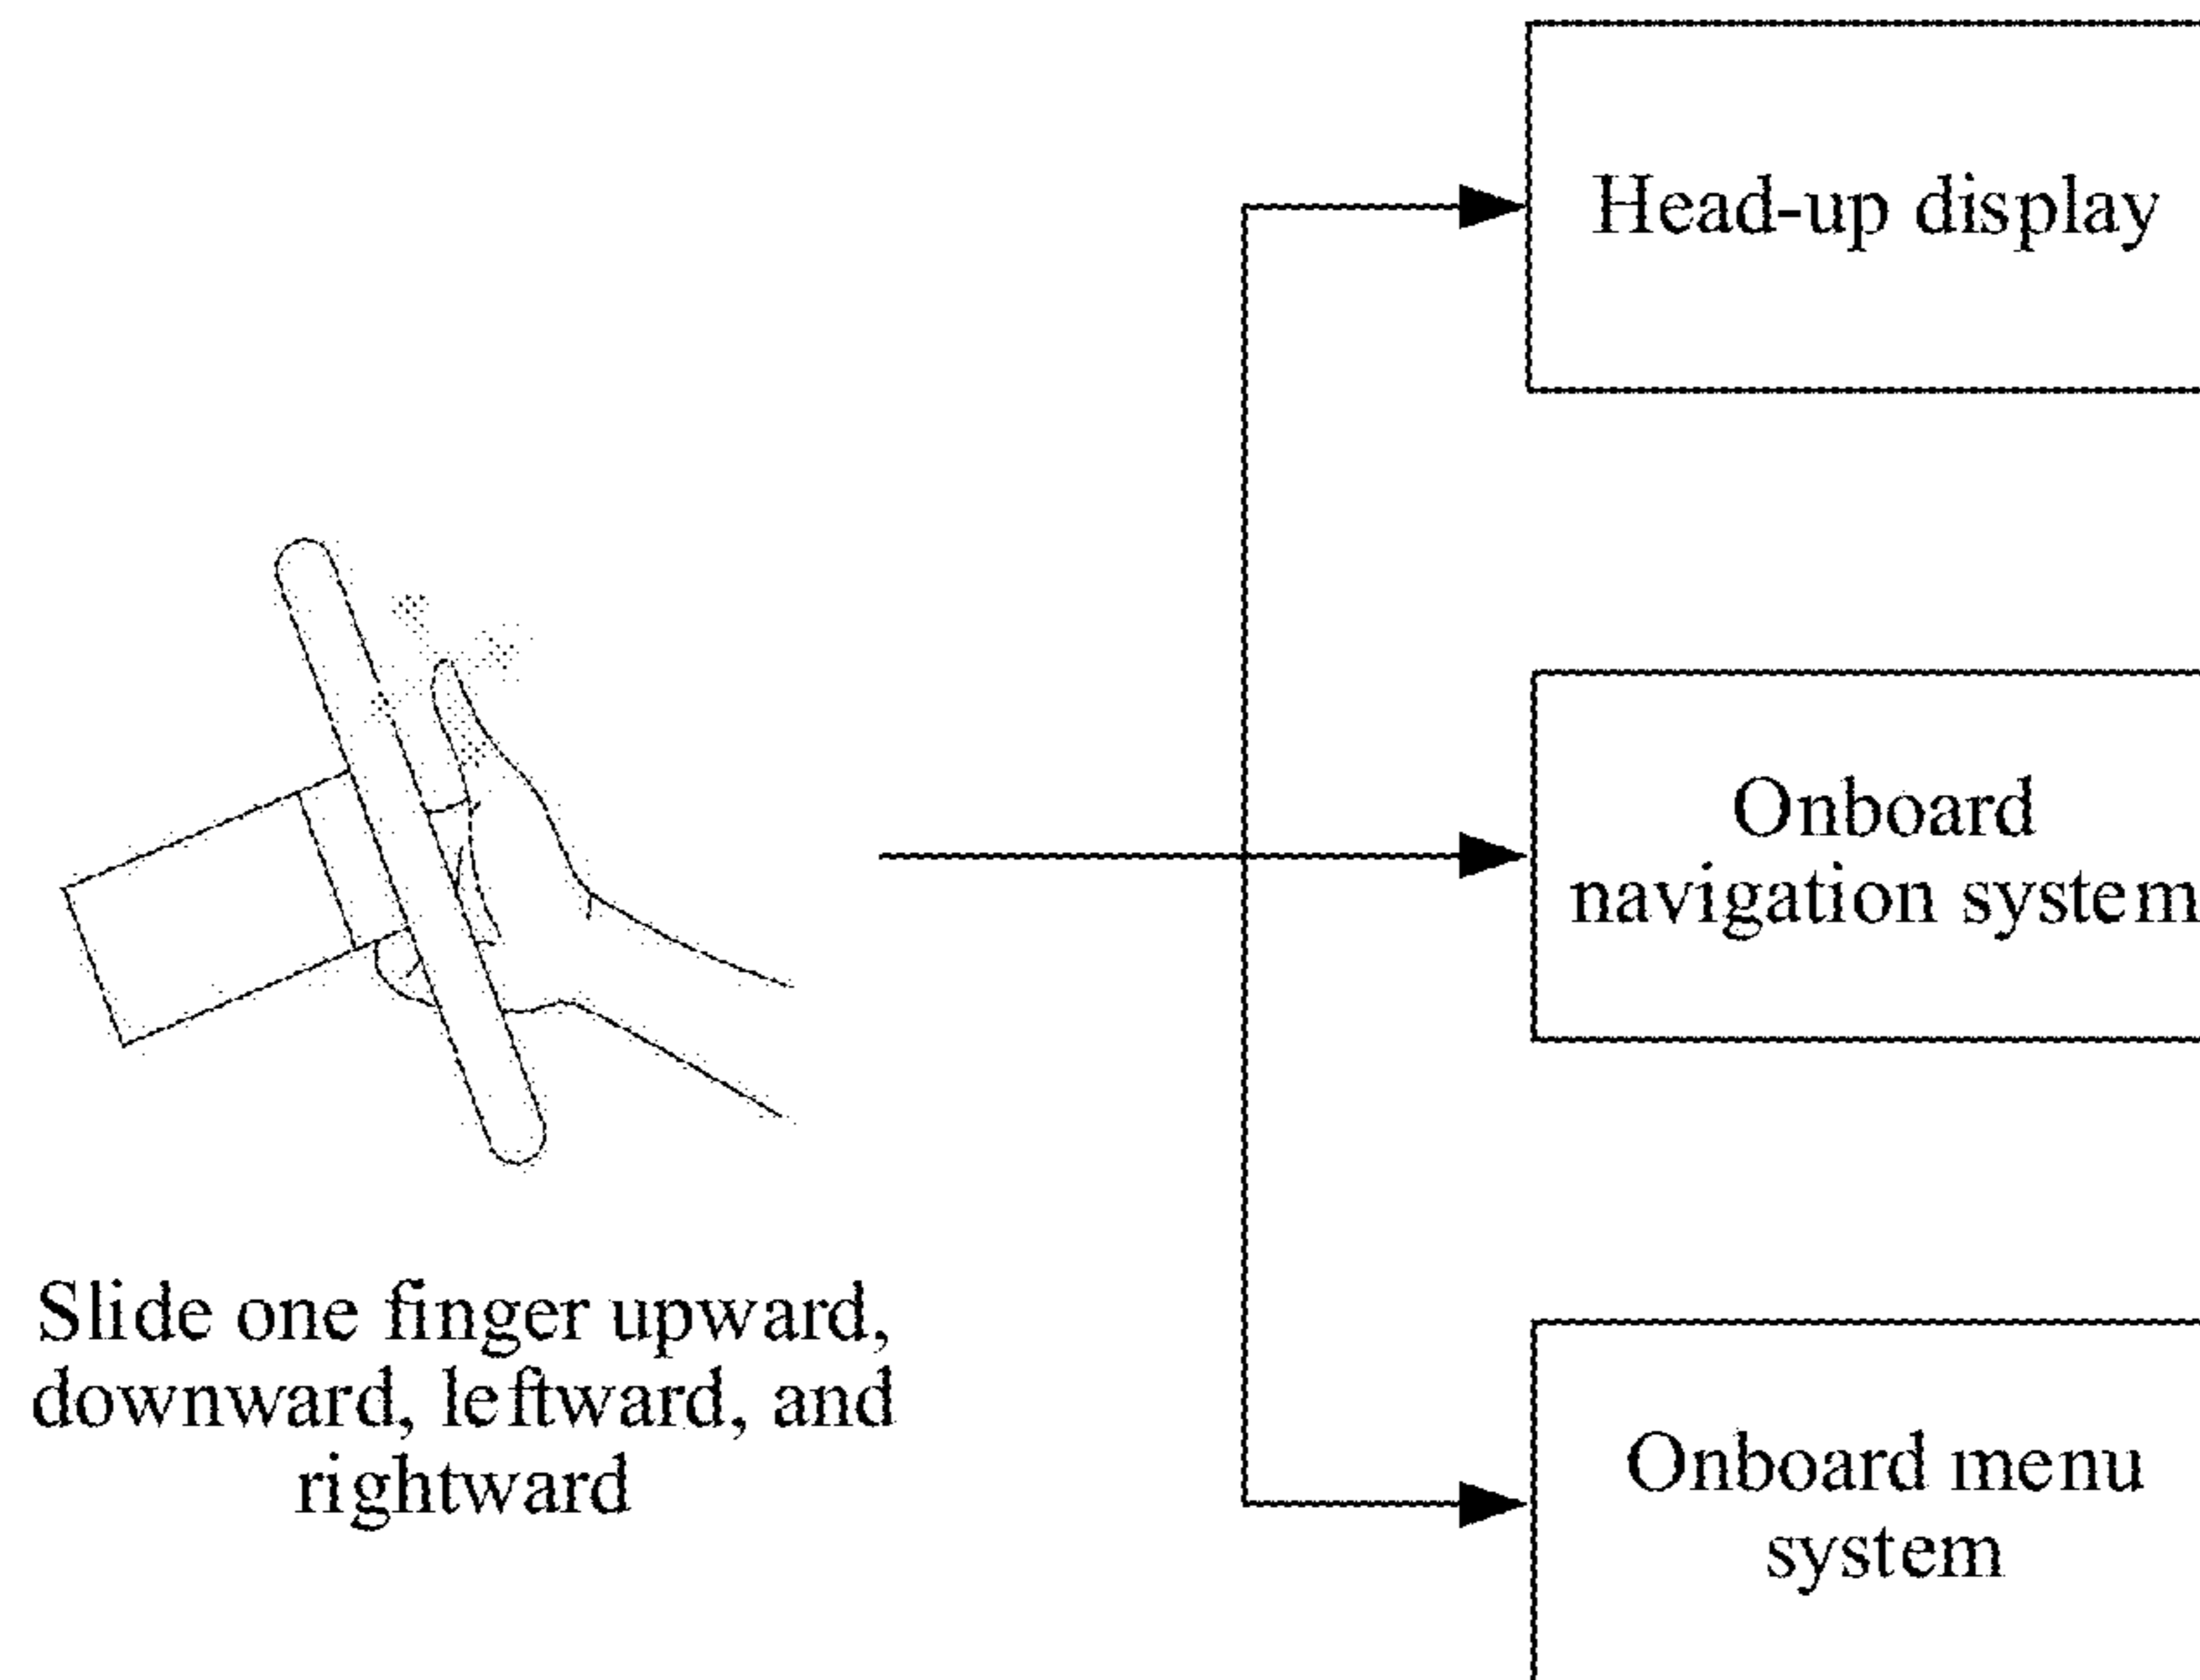 Head-up display
Onboard
navigation system
Slide one finger upward,
downward, leftward, and
rightward
Onboard menu
system